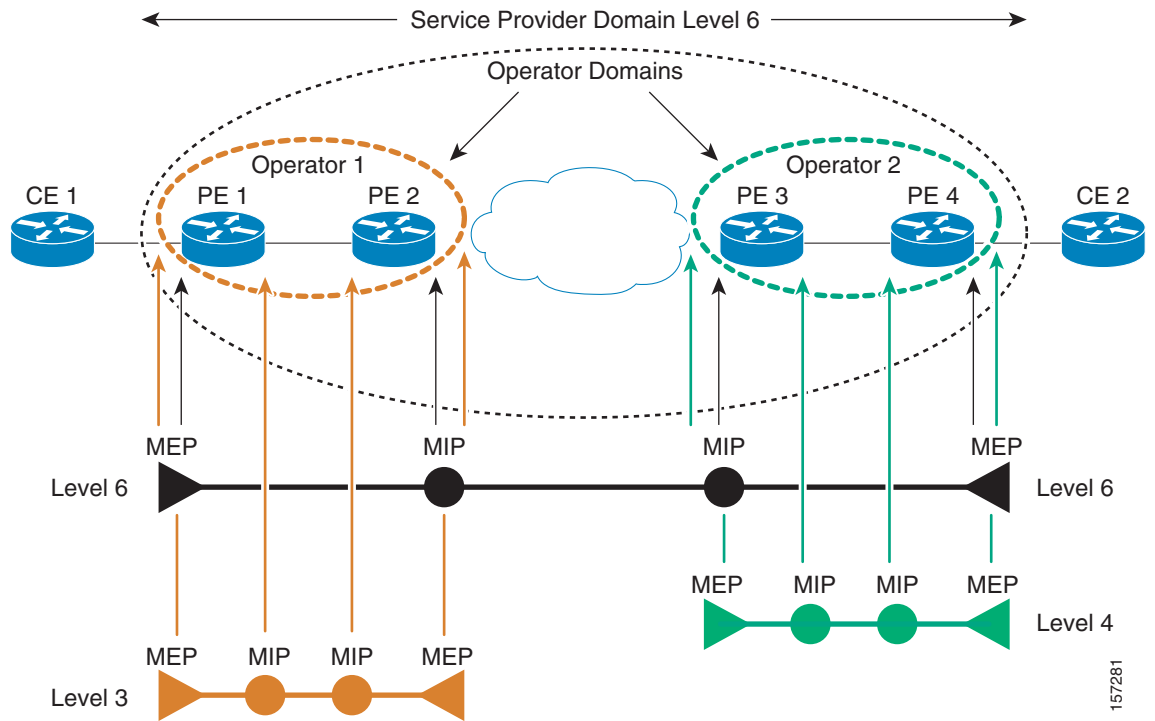 Service Provider Domain Level 6
Operator Domains
Operator 1
Operator 2
CE 1
PE 1
PE 2
PE 3
PE 4
CE 2
MEP
MIP
MIP
MEP
Level 6
Level 6
MEP
MIP
MIP
MEP
Level 4
MEP
MIP
MIP
MEP
Level 3
157281